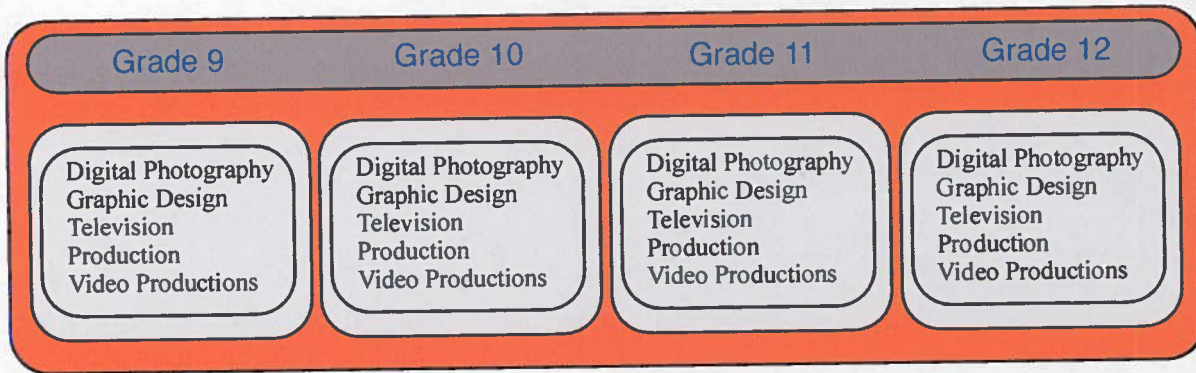 Grade 9 Grade 10 Grade 11 Grade 12
Digital Photography
Graphic Design
Television
Production
Video Productions
Digital Photography
Graphic Design
Television
Production
Video Productions
Digital Photography
Graphic Design
Television
Production
Video Productions
Digital Photography
Graphic Design
Television
Production
Video Productions